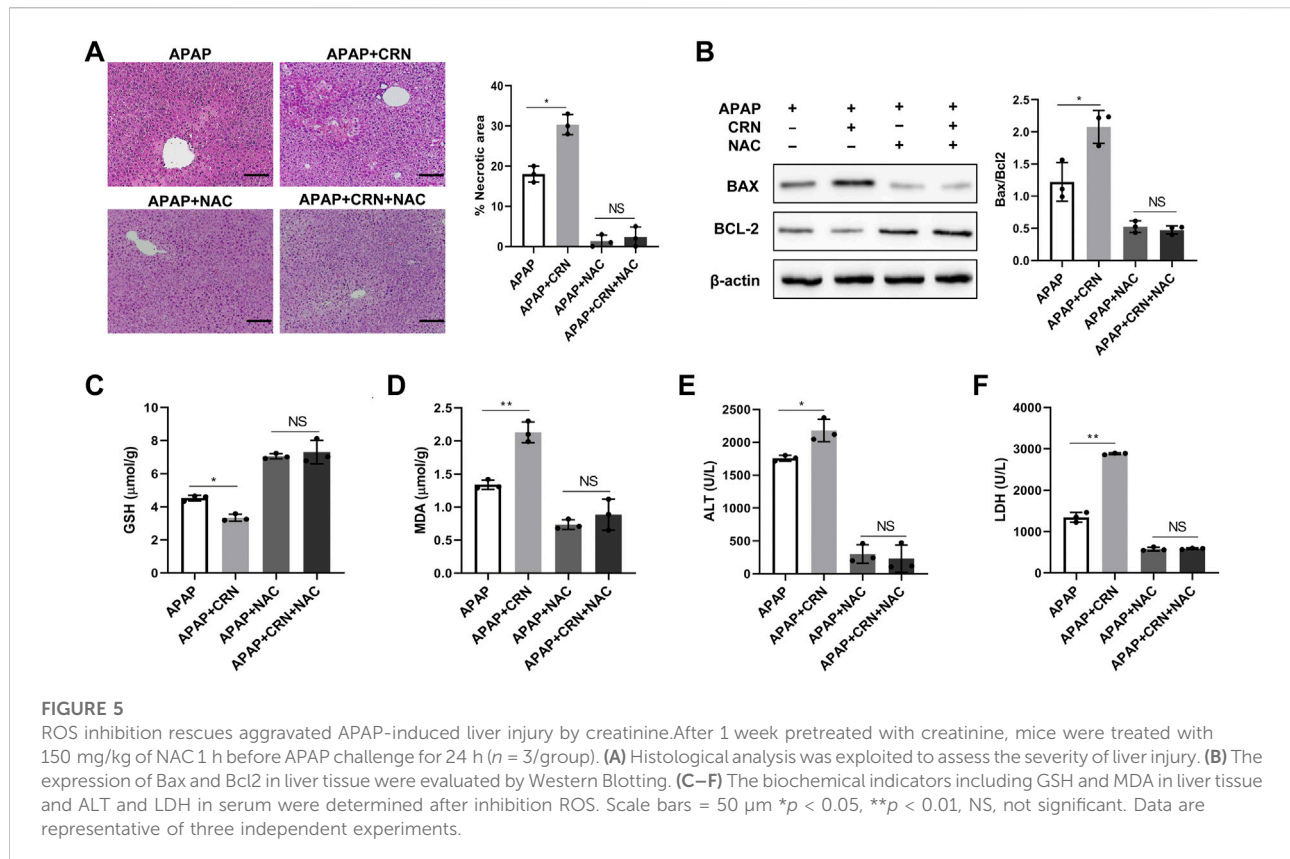 A
APAP
APAP+CRN
APAP+NAC
APAP+CRN+NAC
% Necrotic area
40
30
20
10
0
*
NS
APAP
APAP+CRN
APAP+NAC
APAP+CRN+NAC
B
APAP + + + +
CRN – + – +
NAC – – + +
BAX
BCL-2
β-actin
Bax/Bcl2
2.5
2.0
1.5
1.0
0.5
0.0
*
NS
APAP
APAP+CRN
APAP+NAC
APAP+CRN+NAC
C
GSH (μmol/g)
10
8
6
4
2
0
*
NS
APAP
APAP+CRN
APAP+NAC
APAP+CRN+NAC
D
MDA (μmol/g)
2.5
2.0
1.5
1.0
0.5
0.0
**
NS
APAP
APAP+CRN
APAP+NAC
APAP+CRN+NAC
E
ALT (U/L)
2500
2000
1750
1500
1000
500
0
*
NS
APAP
APAP+CRN
APAP+NAC
APAP+CRN+NAC
F
LDH (U/L)
4000
3000
2000
1000
0
**
NS
APAP
APAP+CRN
APAP+NAC
APAP+CRN+NAC
FIGURE 5
ROS inhibition rescues aggravated APAP-induced liver injury by creatinine.After 1 week pretreated with creatinine, mice were treated with
150 mg/kg of NAC 1 h before APAP challenge for 24 h (n = 3/group). (A) Histological analysis was exploited to assess the severity of liver injury. (B) The
expression of Bax and Bcl2 in liver tissue were evaluated by Western Blotting. (C–F) The biochemical indicators including GSH and MDA in liver tissue
and ALT and LDH in serum were determined after inhibition ROS. Scale bars = 50 μm *p < 0.05, **p < 0.01, NS, not significant. Data are
representative of three independent experiments.